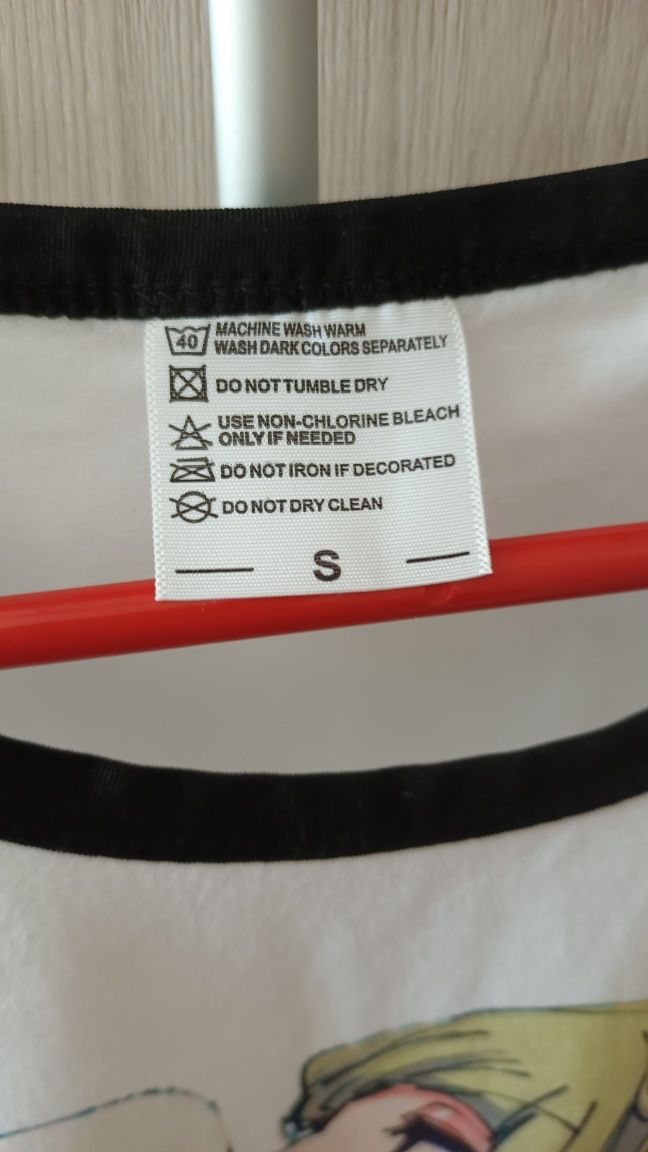 40 MACHINE WASH WARM
WASH DARK COLORS SEPARATELY
DO NOT TUMBLE DRY
USE NON-CHLORINE BLEACH
ONLY IF NEEDED
DO NOT IRON IF DECORATED
DO NOT DRY CLEAN
S